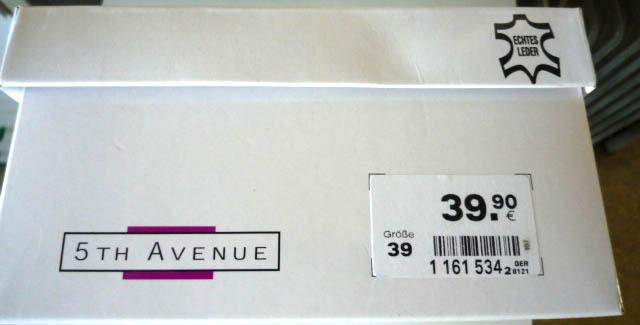 ECHTES
LEDER
5TH AVENUE
39.90 €
Größe
39
1 161 534 2 GER
8121